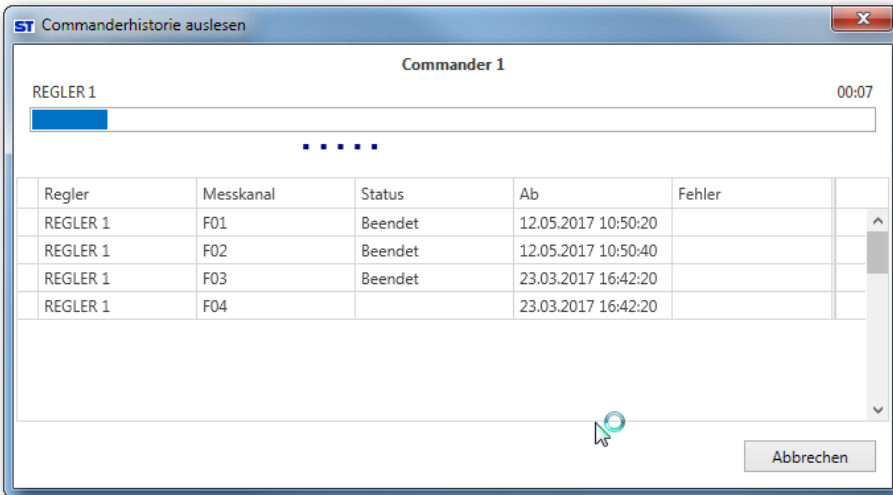 ST Commanderhistorie auslesen
Commander 1
REGLER 1 00:07
Regler Messkanal Status Ab Fehler
REGLER 1 F01 Beendet 12.05.2017 10:50:20
REGLER 1 F02 Beendet 12.05.2017 10:50:40
REGLER 1 F03 Beendet 23.03.2017 16:42:20
REGLER 1 F04 23.03.2017 16:42:20
Abbrechen